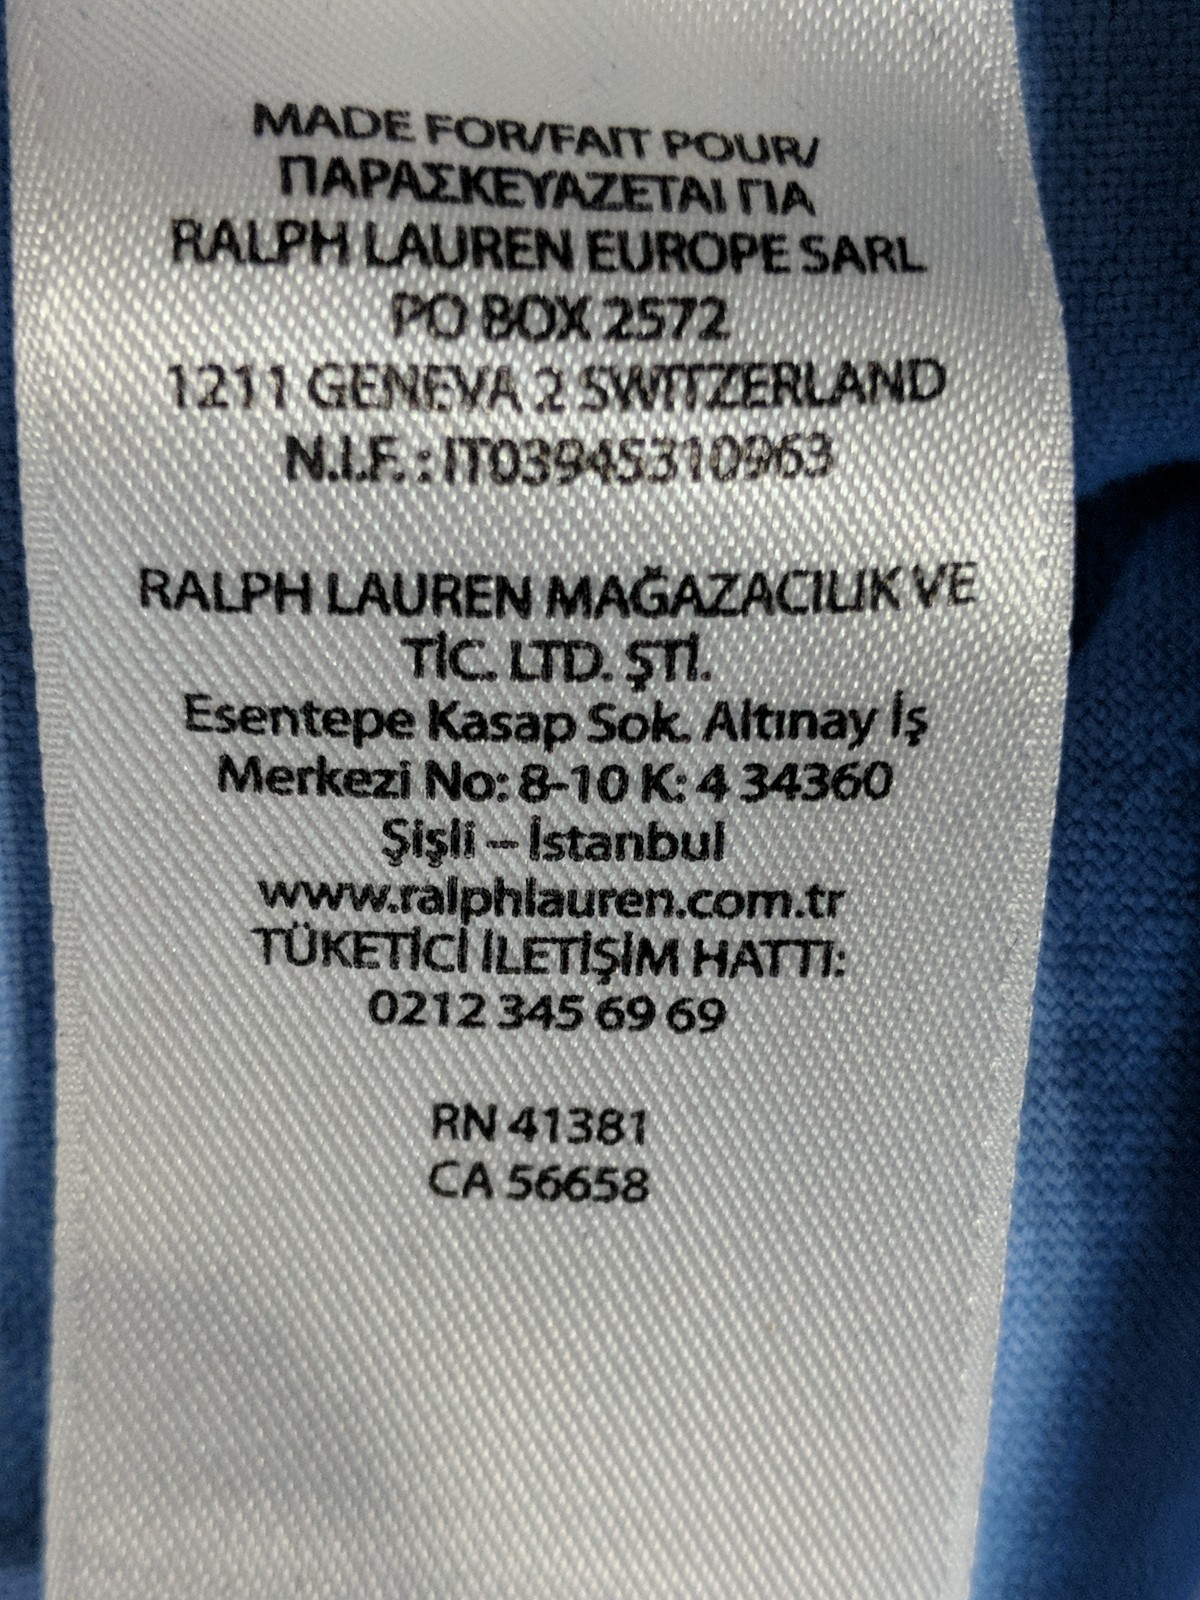 MADE FOR/FAIT POUR/
ΠΑΡΑΣΚΕΥΑΖΕΤΑΙ ΓΙΑ
RALPH LAUREN EUROPE SARL
PO BOX 2572
1211 GENEVA 2 SWITZERLAND
N.I.F. : IT03945310963
RALPH LAUREN MAĞAZACILIK VE
TİC. LTD. ŞTİ.
Esentepe Kasap Sok. Altınay İş
Merkezi No: 8-10 K: 4 34360
Şişli – İstanbul
www.ralphlauren.com.tr
TÜKETİCİ İLETİŞİM HATTI:
0212 345 69 69
RN 41381
CA 56658